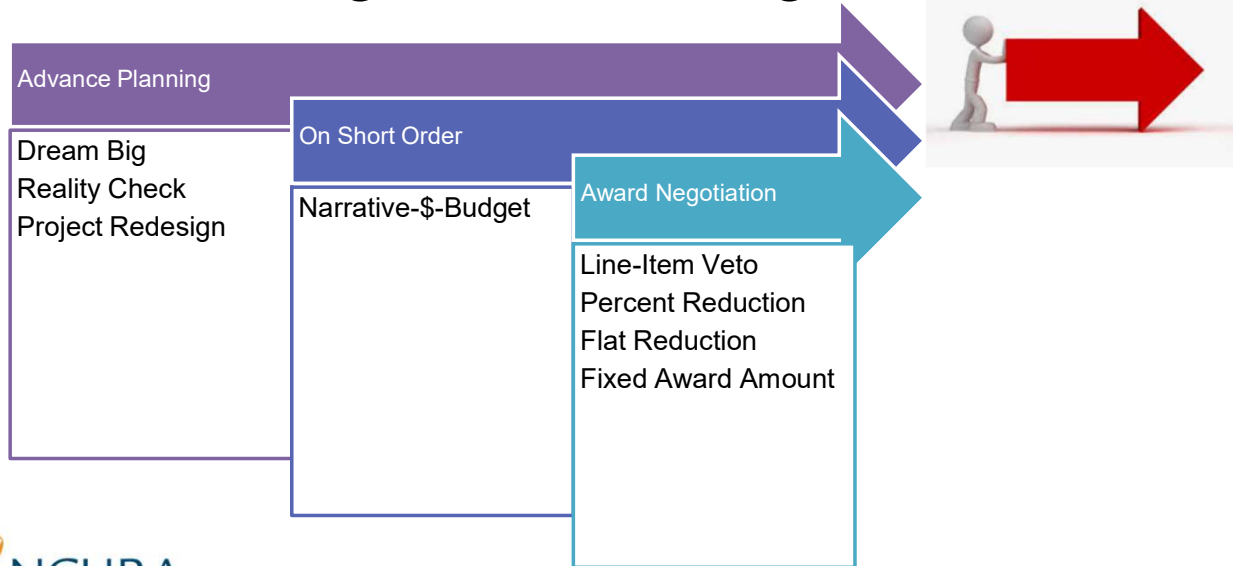 Advance Planning
Dream Big
Reality Check
Project Redesign
On Short Order
Narrative-$-Budget
Award Negotiation
Line-Item Veto
Percent Reduction
Flat Reduction
Fixed Award Amount